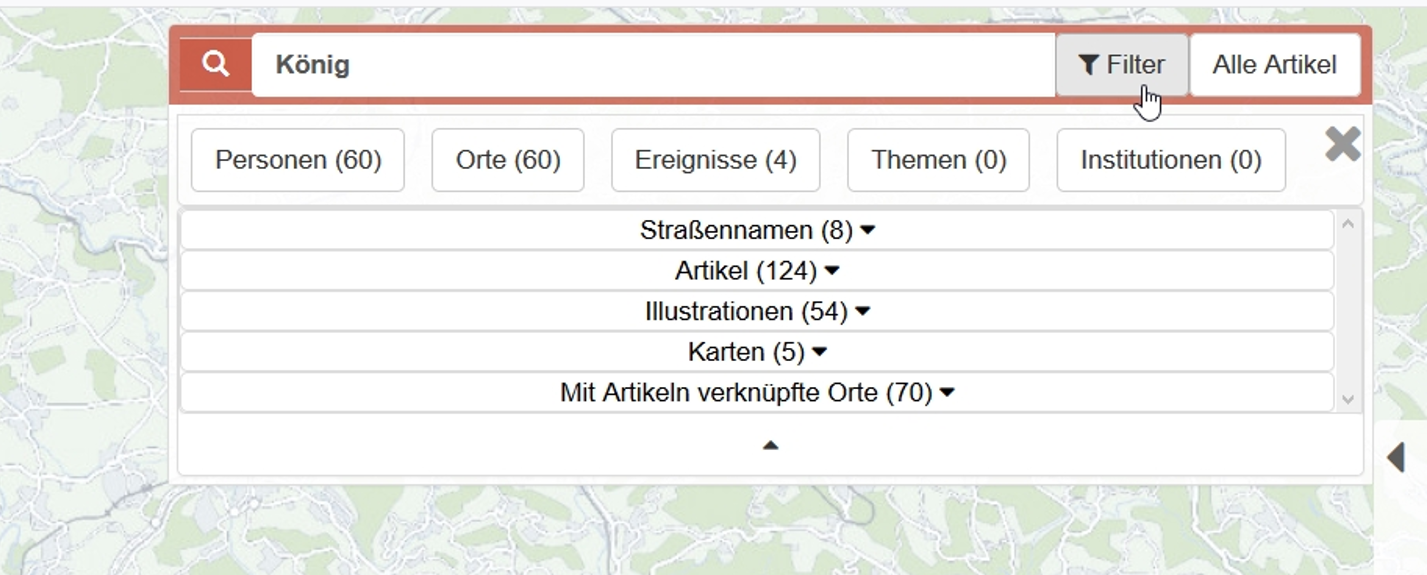 König Filter Alle Artikel
Personen (60) Orte (60) Ereignisse (4) Themen (0) Institutionen (0)
Straßennamen (8)
Artikel (124)
Illustrationen (54)
Karten (5)
Mit Artikeln verknüpfte Orte (70)